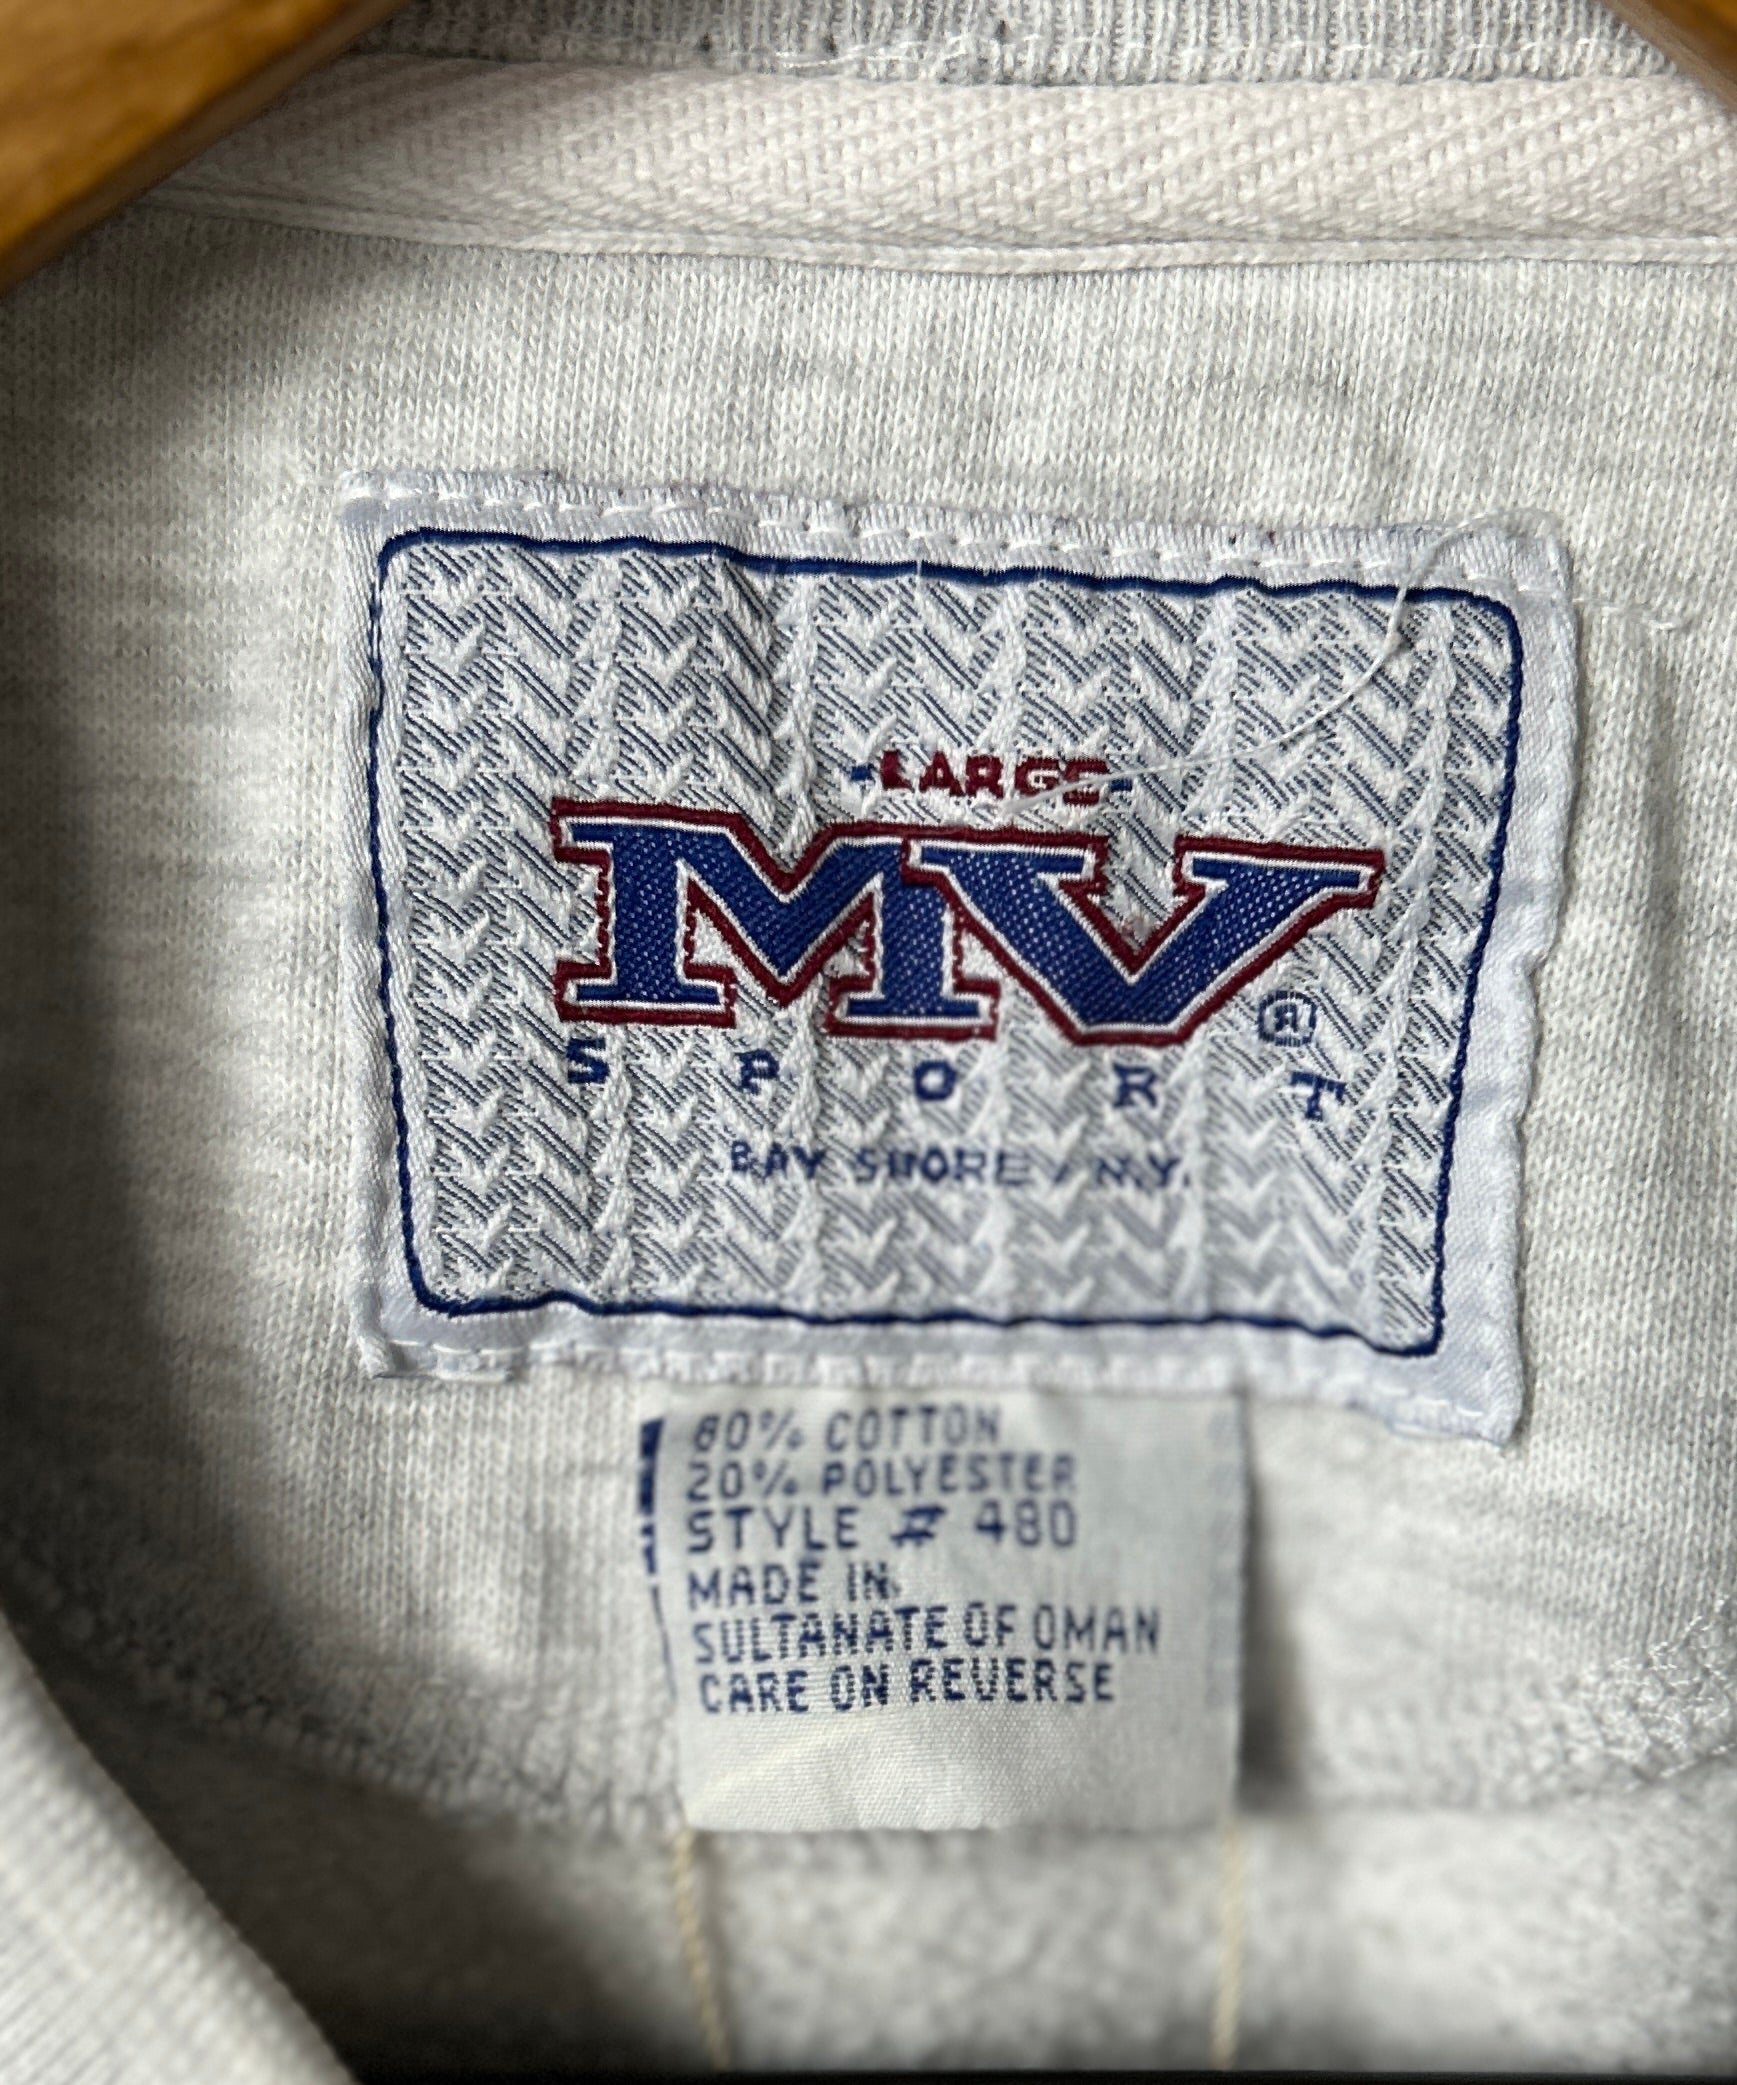 -LARGE-
MV®
SPORT
BAY SHORE, N.Y.
80% COTTON
20% POLYESTER
STYLE # 480
MADE IN
SULTANATE OF OMAN
CARE ON REVERSE